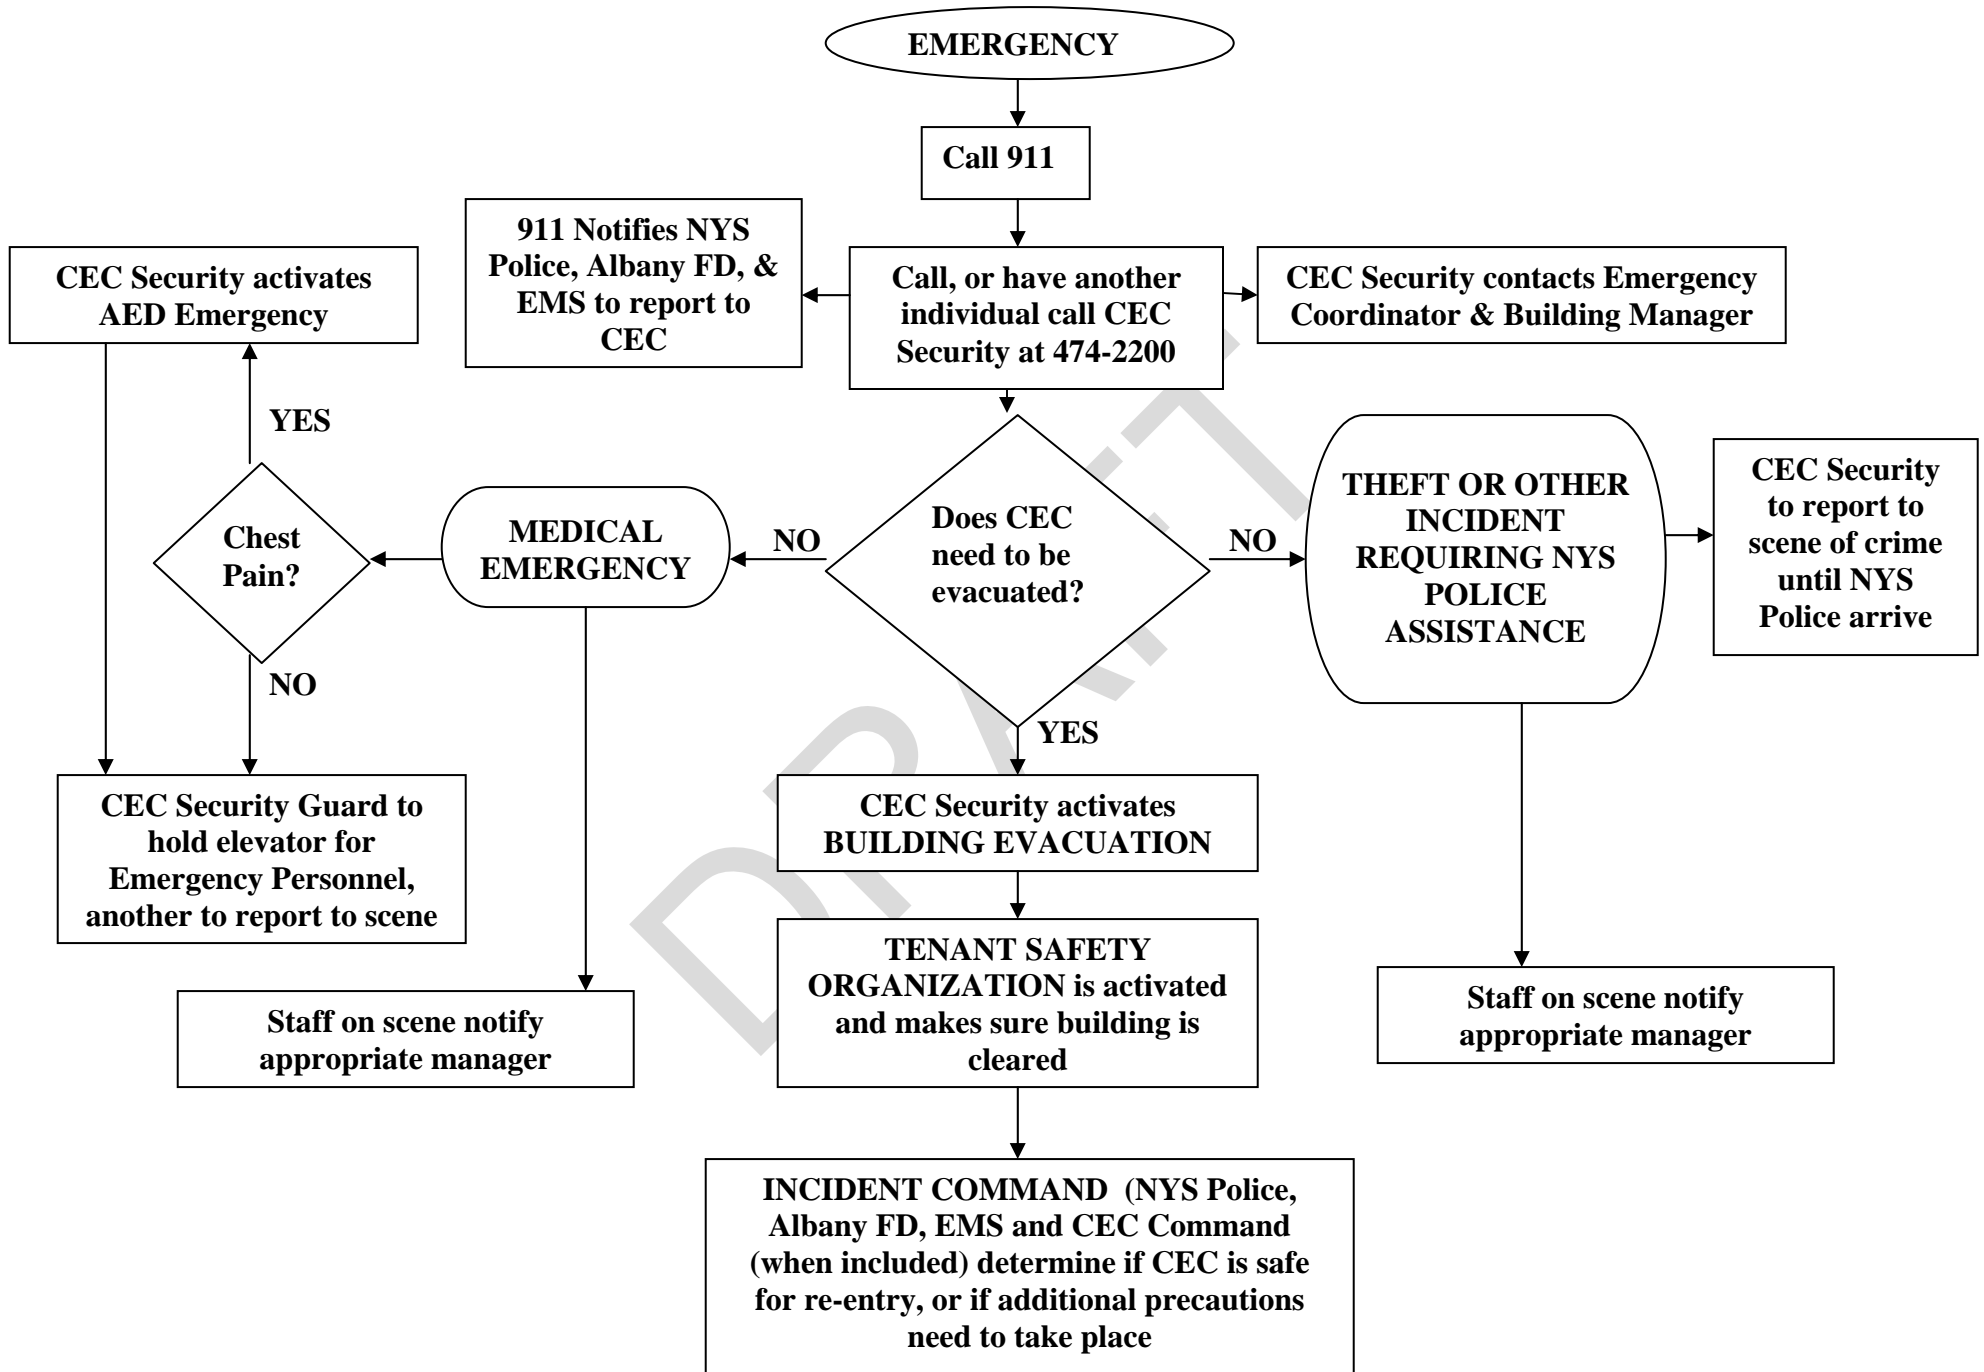 EMERGENCY
Call 911
911 Notifies NYS
Police, Albany FD, &
EMS to report to
CEC
Call, or have another
individual call CEC
Security at 474-2200
CEC Security contacts Emergency
Coordinator & Building Manager
CEC Security activates
AED Emergency
YES
Chest
Pain?
NO
MEDICAL
EMERGENCY
NO
Does CEC
need to be
evacuated?
NO
THEFT OR OTHER
INCIDENT
REQUIRING NYS
POLICE
ASSISTANCE
CEC Security
to report to
scene of crime
until NYS
Police arrive
YES
CEC Security Guard to
hold elevator for
Emergency Personnel,
another to report to scene
Staff on scene notify
appropriate manager
CEC Security activates
BUILDING EVACUATION
TENANT SAFETY
ORGANIZATION is activated
and makes sure building is
cleared
Staff on scene notify
appropriate manager
INCIDENT COMMAND  (NYS Police,
Albany FD, EMS and CEC Command
(when included) determine if CEC is safe
for re-entry, or if additional precautions
need to take place
DRAFT